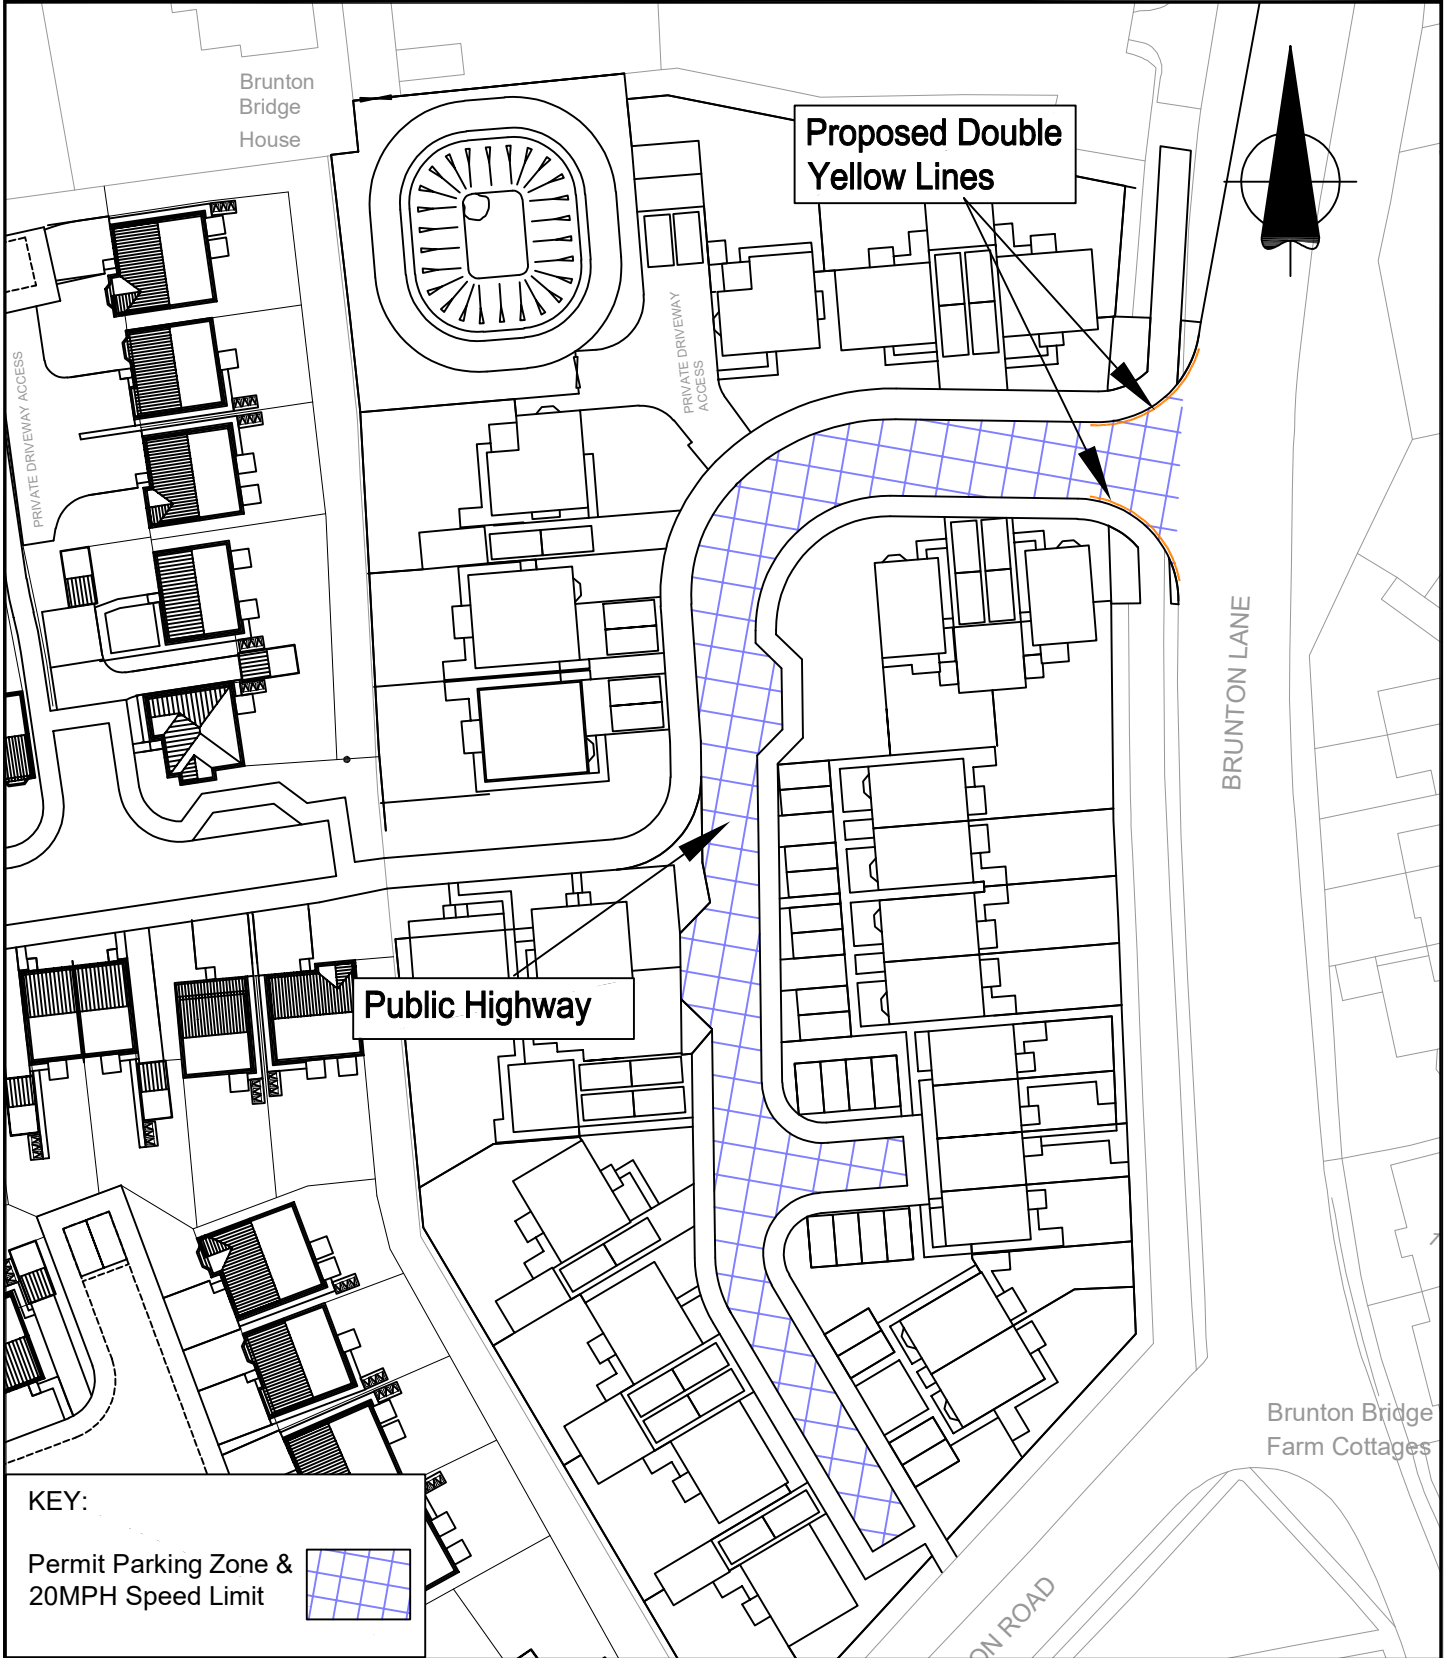 Brunton
Bridge
House
Proposed Double
Yellow Lines
PRIVATE DRIVEWAY
ACCESS
PRIVATE DRIVEWAY ACCESS
BRUNTON LANE
Public Highway
Brunton Bridge
Farm Cottages
KEY:
Permit Parking Zone &
20MPH Speed Limit
ROAD